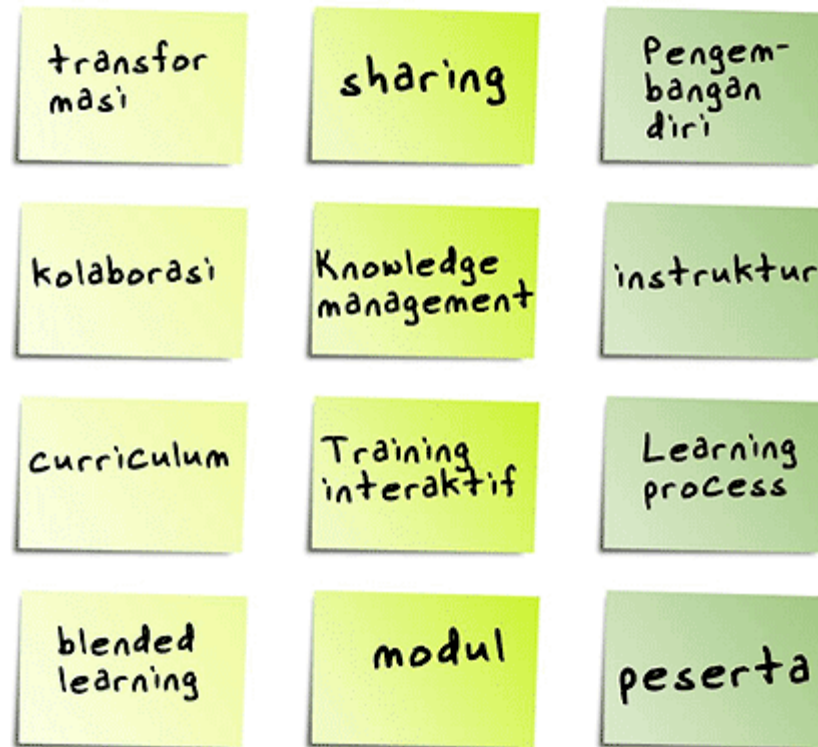 transfor
masi
sharing
Pengem-
bangan
diri
kolaborasi
Knowledge
management
instruktur
curriculum
Training
interaktif
Learning
process
blended
learning
modul
peserta